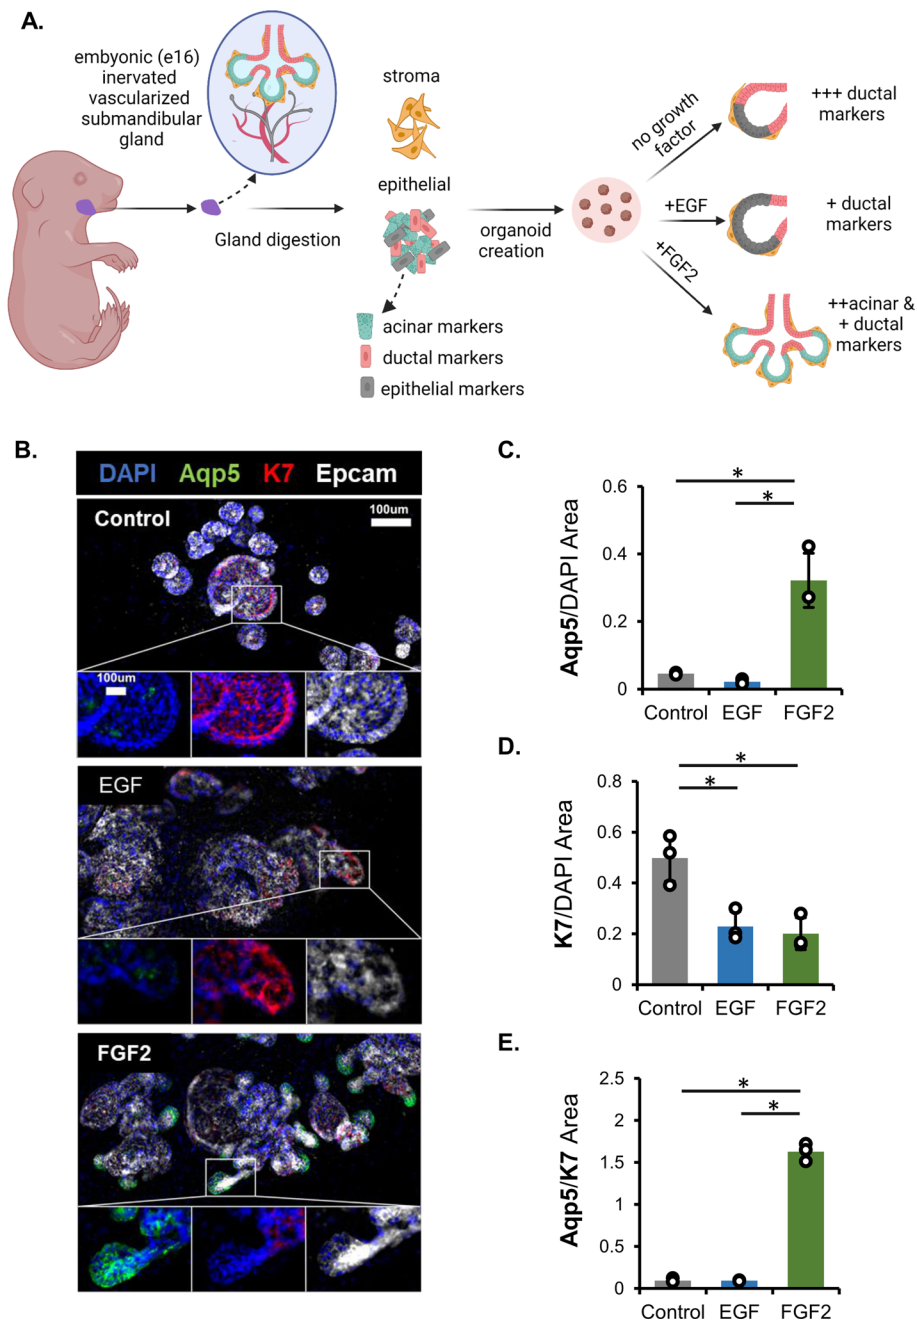 A.
embyonic (e16)
inervated
vascularized
submandibular
gland
Gland digestion
stroma
epithelial
acinar markers
ductal markers
epithelial markers
organoid
creation
no growth
factor
+EGF
+FGF2
+++ ductal
markers
+ ductal
markers
++acinar &
+ ductal
markers
B.
DAPI Aqp5 K7 Epcam
Control
100um
100um
EGF
FGF2
C.
Aqp5/DAPI Area
0.6
0.4
0.2
0
*
*
Control EGF FGF2
D.
K7/DAPI Area
0.8
0.6
0.4
0.2
0
*
*
Control EGF FGF2
E.
Aqp5/K7 Area
2.5
2
1.5
1
0.5
0
*
*
Control EGF FGF2